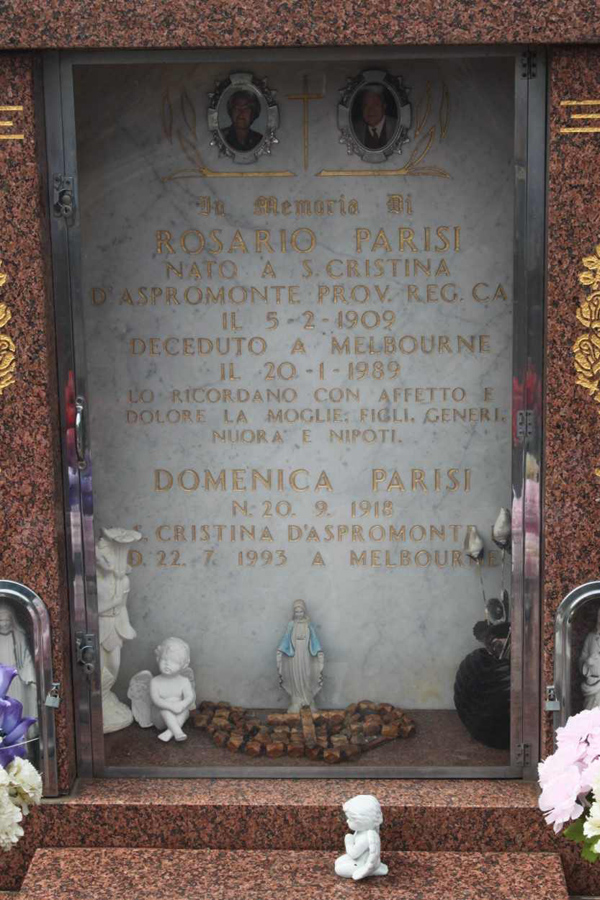 In Memoria Di
ROSARIO PARISI
NATO A S. CRISTINA
D'ASPROMONTE PROV. REG. CA
IL 5-2-1909
DECEDUTO A MELBOURNE
IL 20-1-1989
LO RICORDANO CON AFFETTO E
DOLORE LA MOGLIE, FIGLI, GENERI,
NUORA E NIPOTI.
DOMENICA PARISI
N. 20. 9. 1918
S. CRISTINA D'ASPROMONTE
D. 22. 7. 1993 A MELBOURNE